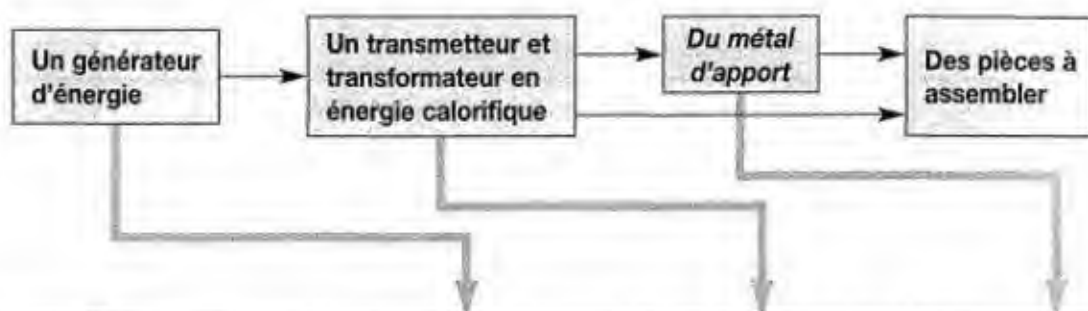 Un générateur
d'énergie
Un transmetteur et
transformateur en
énergie calorifique
Du métal
d'apport
Des pièces à
assembler